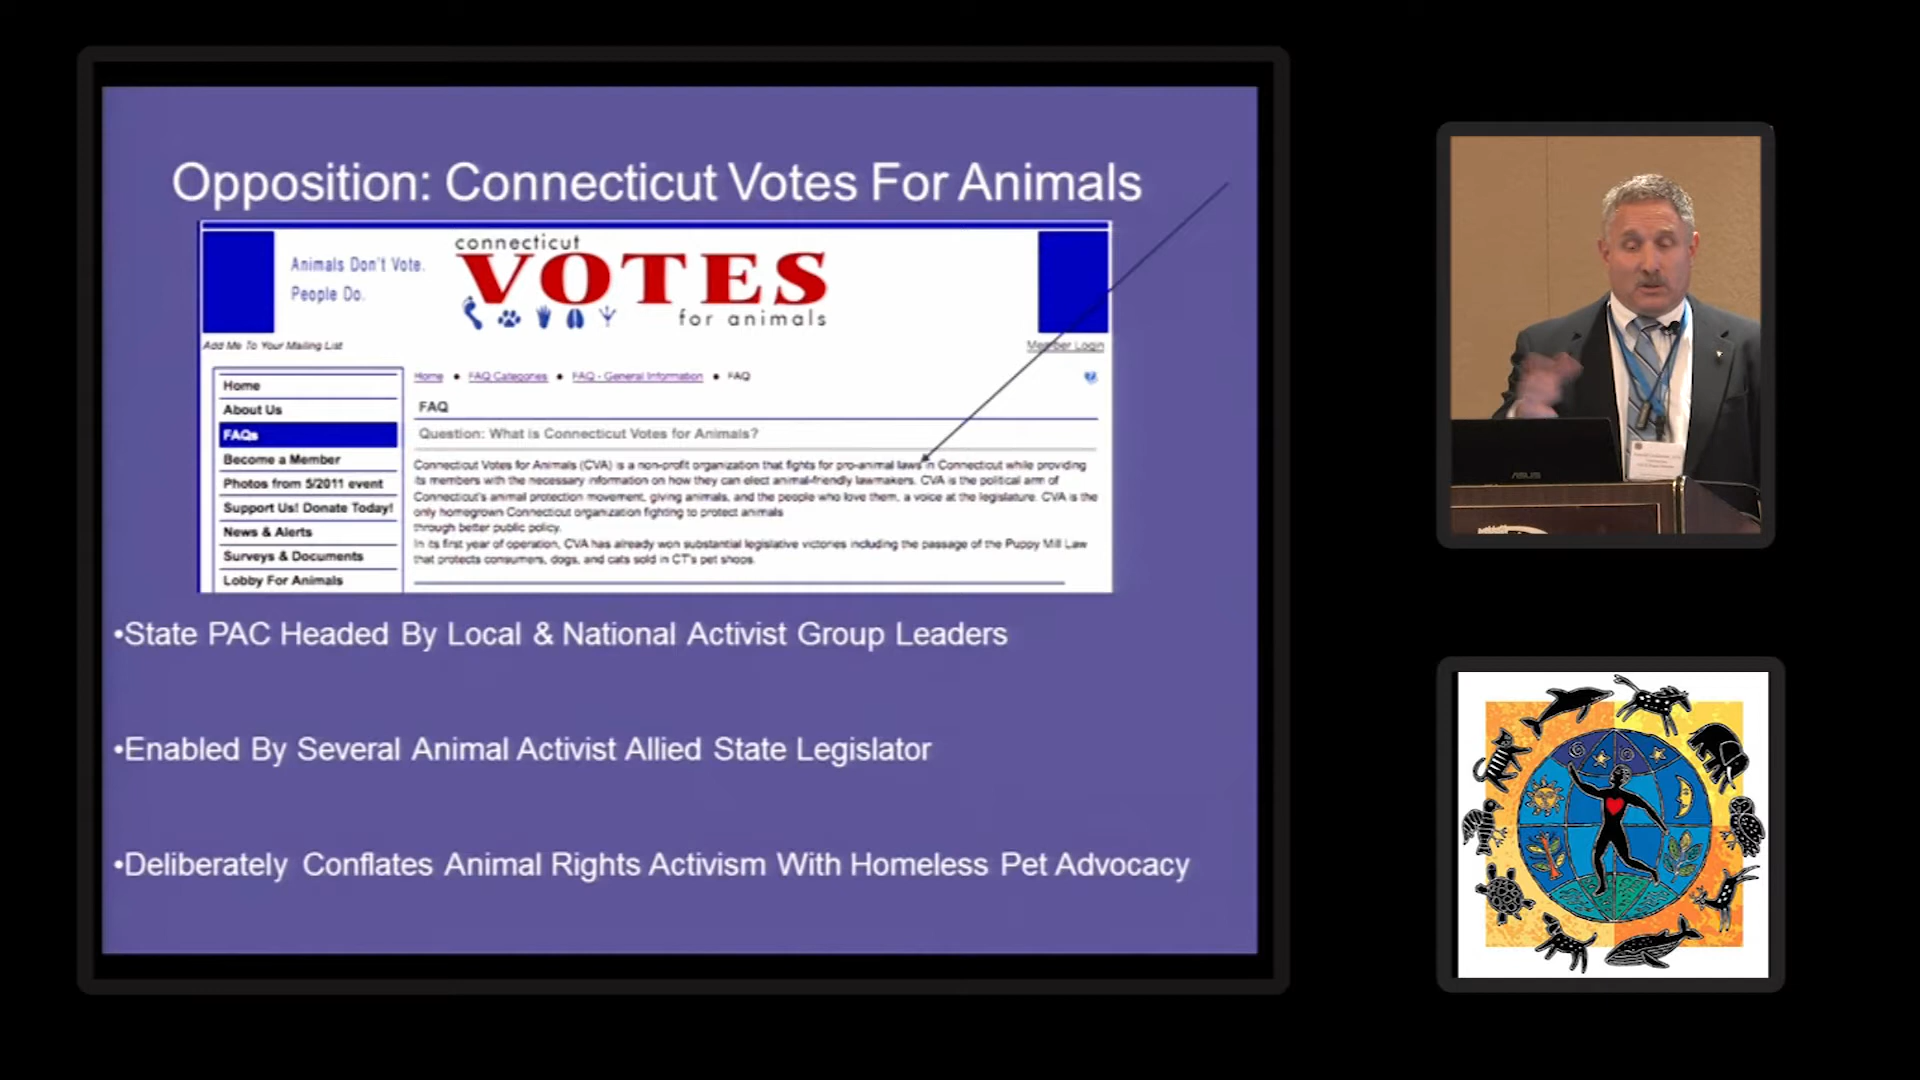 Opposition: Connecticut Votes For Animals
Animals Don't Vote.
People Do.
connecticut
VOTES
for animals
Add Me To Your Mailing List
Member Login
Home
About Us
FAQs
Become a Member
Photos from 5/2011 event
Support Us! Donate Today!
News & Alerts
Surveys & Documents
Lobby For Animals
Home • FAQ Categories • FAQ - General Information • FAQ
FAQ
Question: What is Connecticut Votes for Animals?
Connecticut Votes for Animals (CVA) is a non-profit organization that fights for pro-animal laws in Connecticut while providing
its members with the necessary information on how they can elect animal-friendly lawmakers. CVA is the political arm of
Connecticut's animal protection movement, giving animals, and the people who love them, a voice at the legislature. CVA is the
only homegrown Connecticut organization fighting to protect animals
through better public policy.
In its first year of operation, CVA has already won substantial legislative victories including the passage of the Puppy Mill Law
that protects consumers, dogs, and cats sold in CT's pet shops.
•State PAC Headed By Local & National Activist Group Leaders
•Enabled By Several Animal Activist Allied State Legislator
•Deliberately Conflates Animal Rights Activism With Homeless Pet Advocacy
ASUS